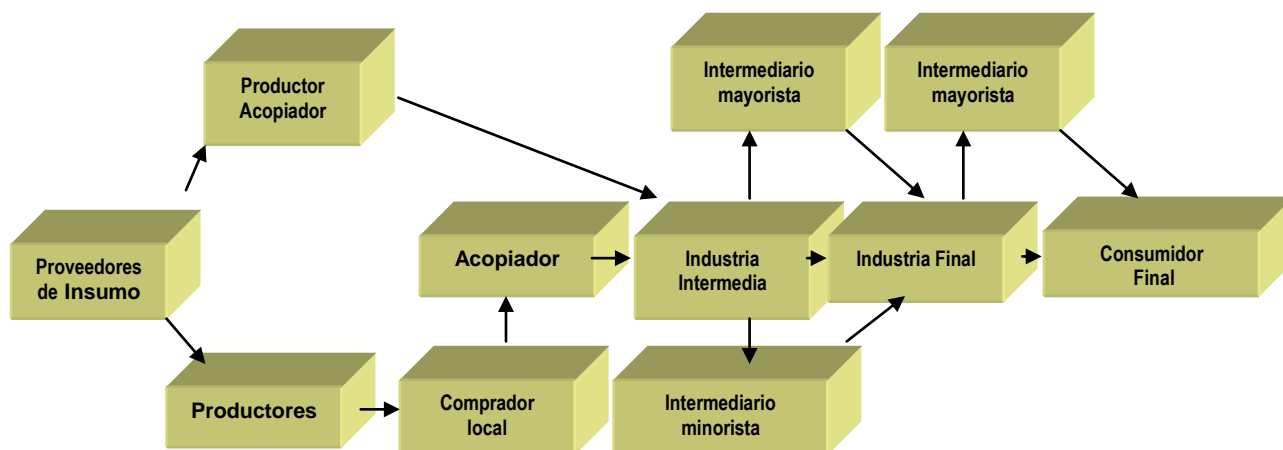 Productor
Acopiador
Intermediario
mayorista
Intermediario
mayorista
Proveedores
de Insumo
Acopiador
Industria
Intermedia
Industria Final
Consumidor
Final
Productores
Comprador
local
Intermediario
minorista